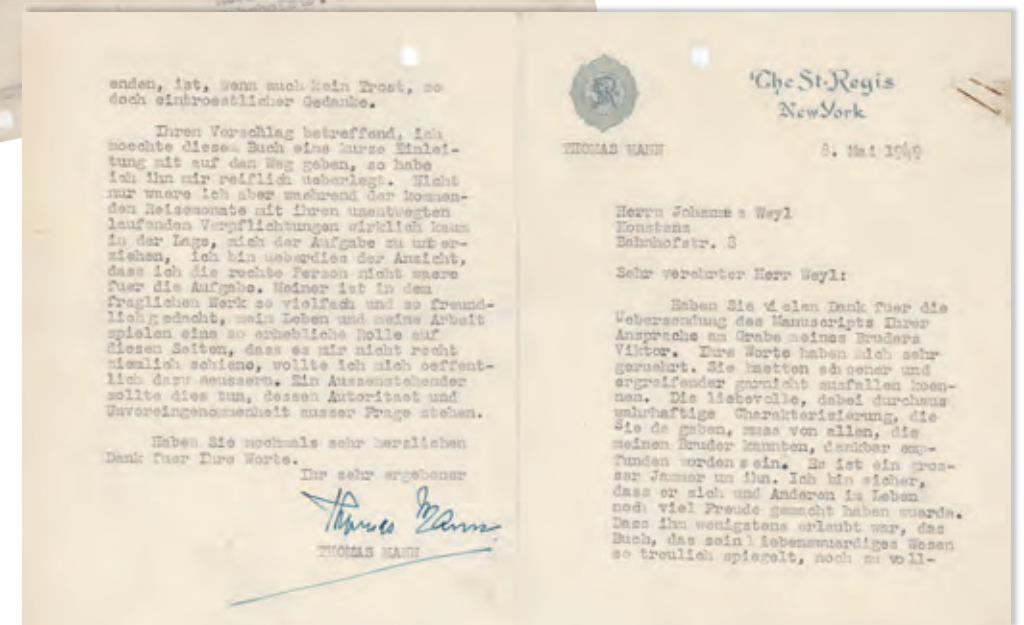 The St. Regis
New York
THOMAS MANN
8. Mai 1949
Herrn Johannes Weyl
Konstanz
Bahnhofstr. 8
Sehr verehrter Herr Weyl:
Haben Sie vielen Dank fuer die
Uebersendung des Manuscripts Ihrer
Ansprache am Grabe meines Bruders
Viktor. Ihre Worte haben mich sehr
geruehrt. Sie haetten schoener und
ergreifender garnicht ausfallen koen-
nen. Die liebevolle, dabei durchaus
wahrhaftige Charakterisierung, die
Sie da gaben, muss von allen, die
meinen Bruder kannten, dankbar emp-
funden worden sein. Es ist ein gros-
ser Jammer um ihn. Ich bin sicher,
dass er sich und Anderen im Leben
noch viel Freude gemacht haben wuerde.
Dass ihm wenigstens erlaubt war, das
Buch, das sein liebenswuerdiges Wesen
so treulich spiegelt, noch zu voll-
enden, ist, wenn auch kein Trost, so
doch eintroestlicher Gedanke.
Ihren Vorschlag betreffend, ich
moechte diesem Buch eine kurze Einlei-
tung mit auf den Weg geben, so habe
ich ihn mir reiflich ueberlegt. Nicht
nur waere ich aber waehrend der kommen-
den Reisemonate mit ihren unentwegten
laufenden Verpflichtungen wirklich kaum
in der Lage, mich der Aufgabe zu unter-
ziehen, ich bin ueberdies der Ansicht,
dass ich die rechte Person nicht waere
fuer die Aufgabe. Meiner ist in dem
fraglichen Werk so vielfach und so freund-
lich gedacht, mein Leben und meine Arbeit
spielen eine so erhebliche Rolle auf
diesen Seiten, dass es mir nicht recht
ziemlich schiene, wollte ich mich oeffent-
lich dazu aeussern. Ein Aussenstehender
sollte dies tun, dessen Autoritaet und
Unvoreingenommenheit ausser Frage stehen.
Haben Sie nochmals sehr herzlichen
Dank fuer Ihre Worte.
Ihr sehr ergebener
Thomas Mann
THOMAS MANN